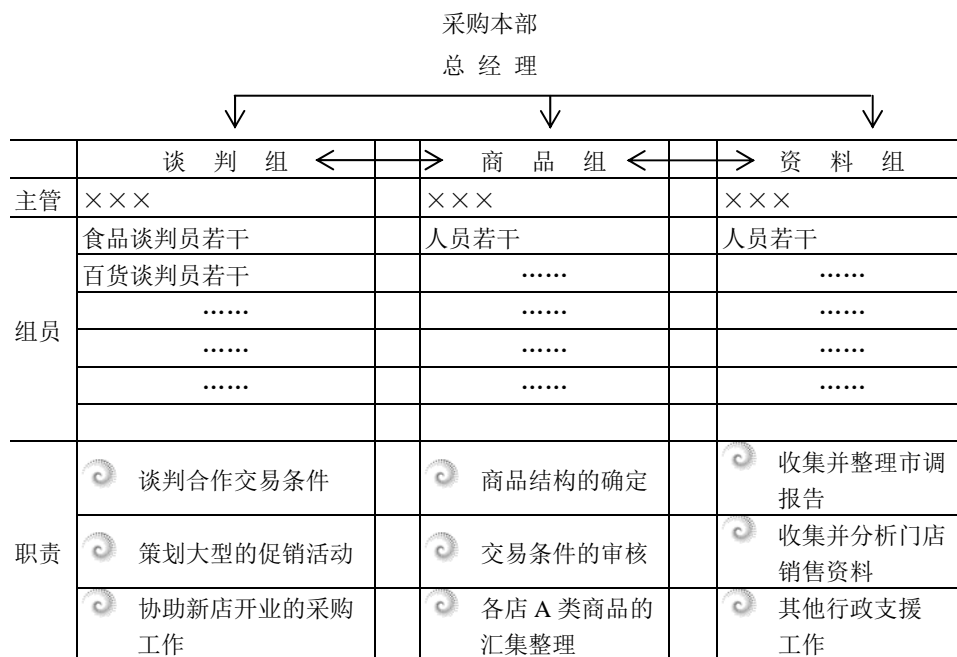 采购本部
总 经 理
谈 判 组 商 品 组 资 料 组
主管 ××× ××× ×××
食品谈判员若干 人员若干 人员若干
百货谈判员若干 …… ……
组员
…… …… ……
…… …… ……
…… …… ……
职责
谈判合作交易条件
商品结构的确定
收集并整理市调
报告
策划大型的促销活动
交易条件的审核
收集并分析门店
销售资料
协助新店开业的采购
工作
各店 A 类商品的
汇集整理
其他行政支援
工作